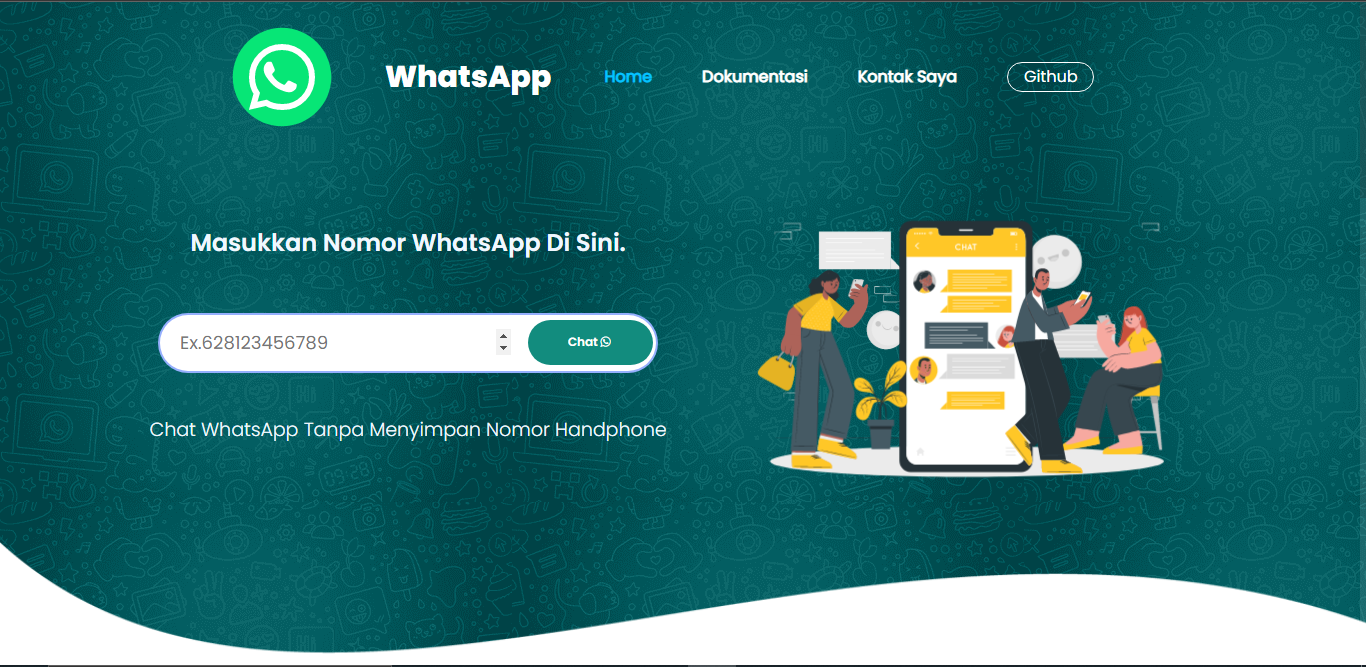 WhatsApp
Home
Dokumentasi
Kontak Saya
Github
Masukkan Nomor WhatsApp Di Sini.
Ex.628123456789
Chat
Chat WhatsApp Tanpa Menyimpan Nomor Handphone
CHAT